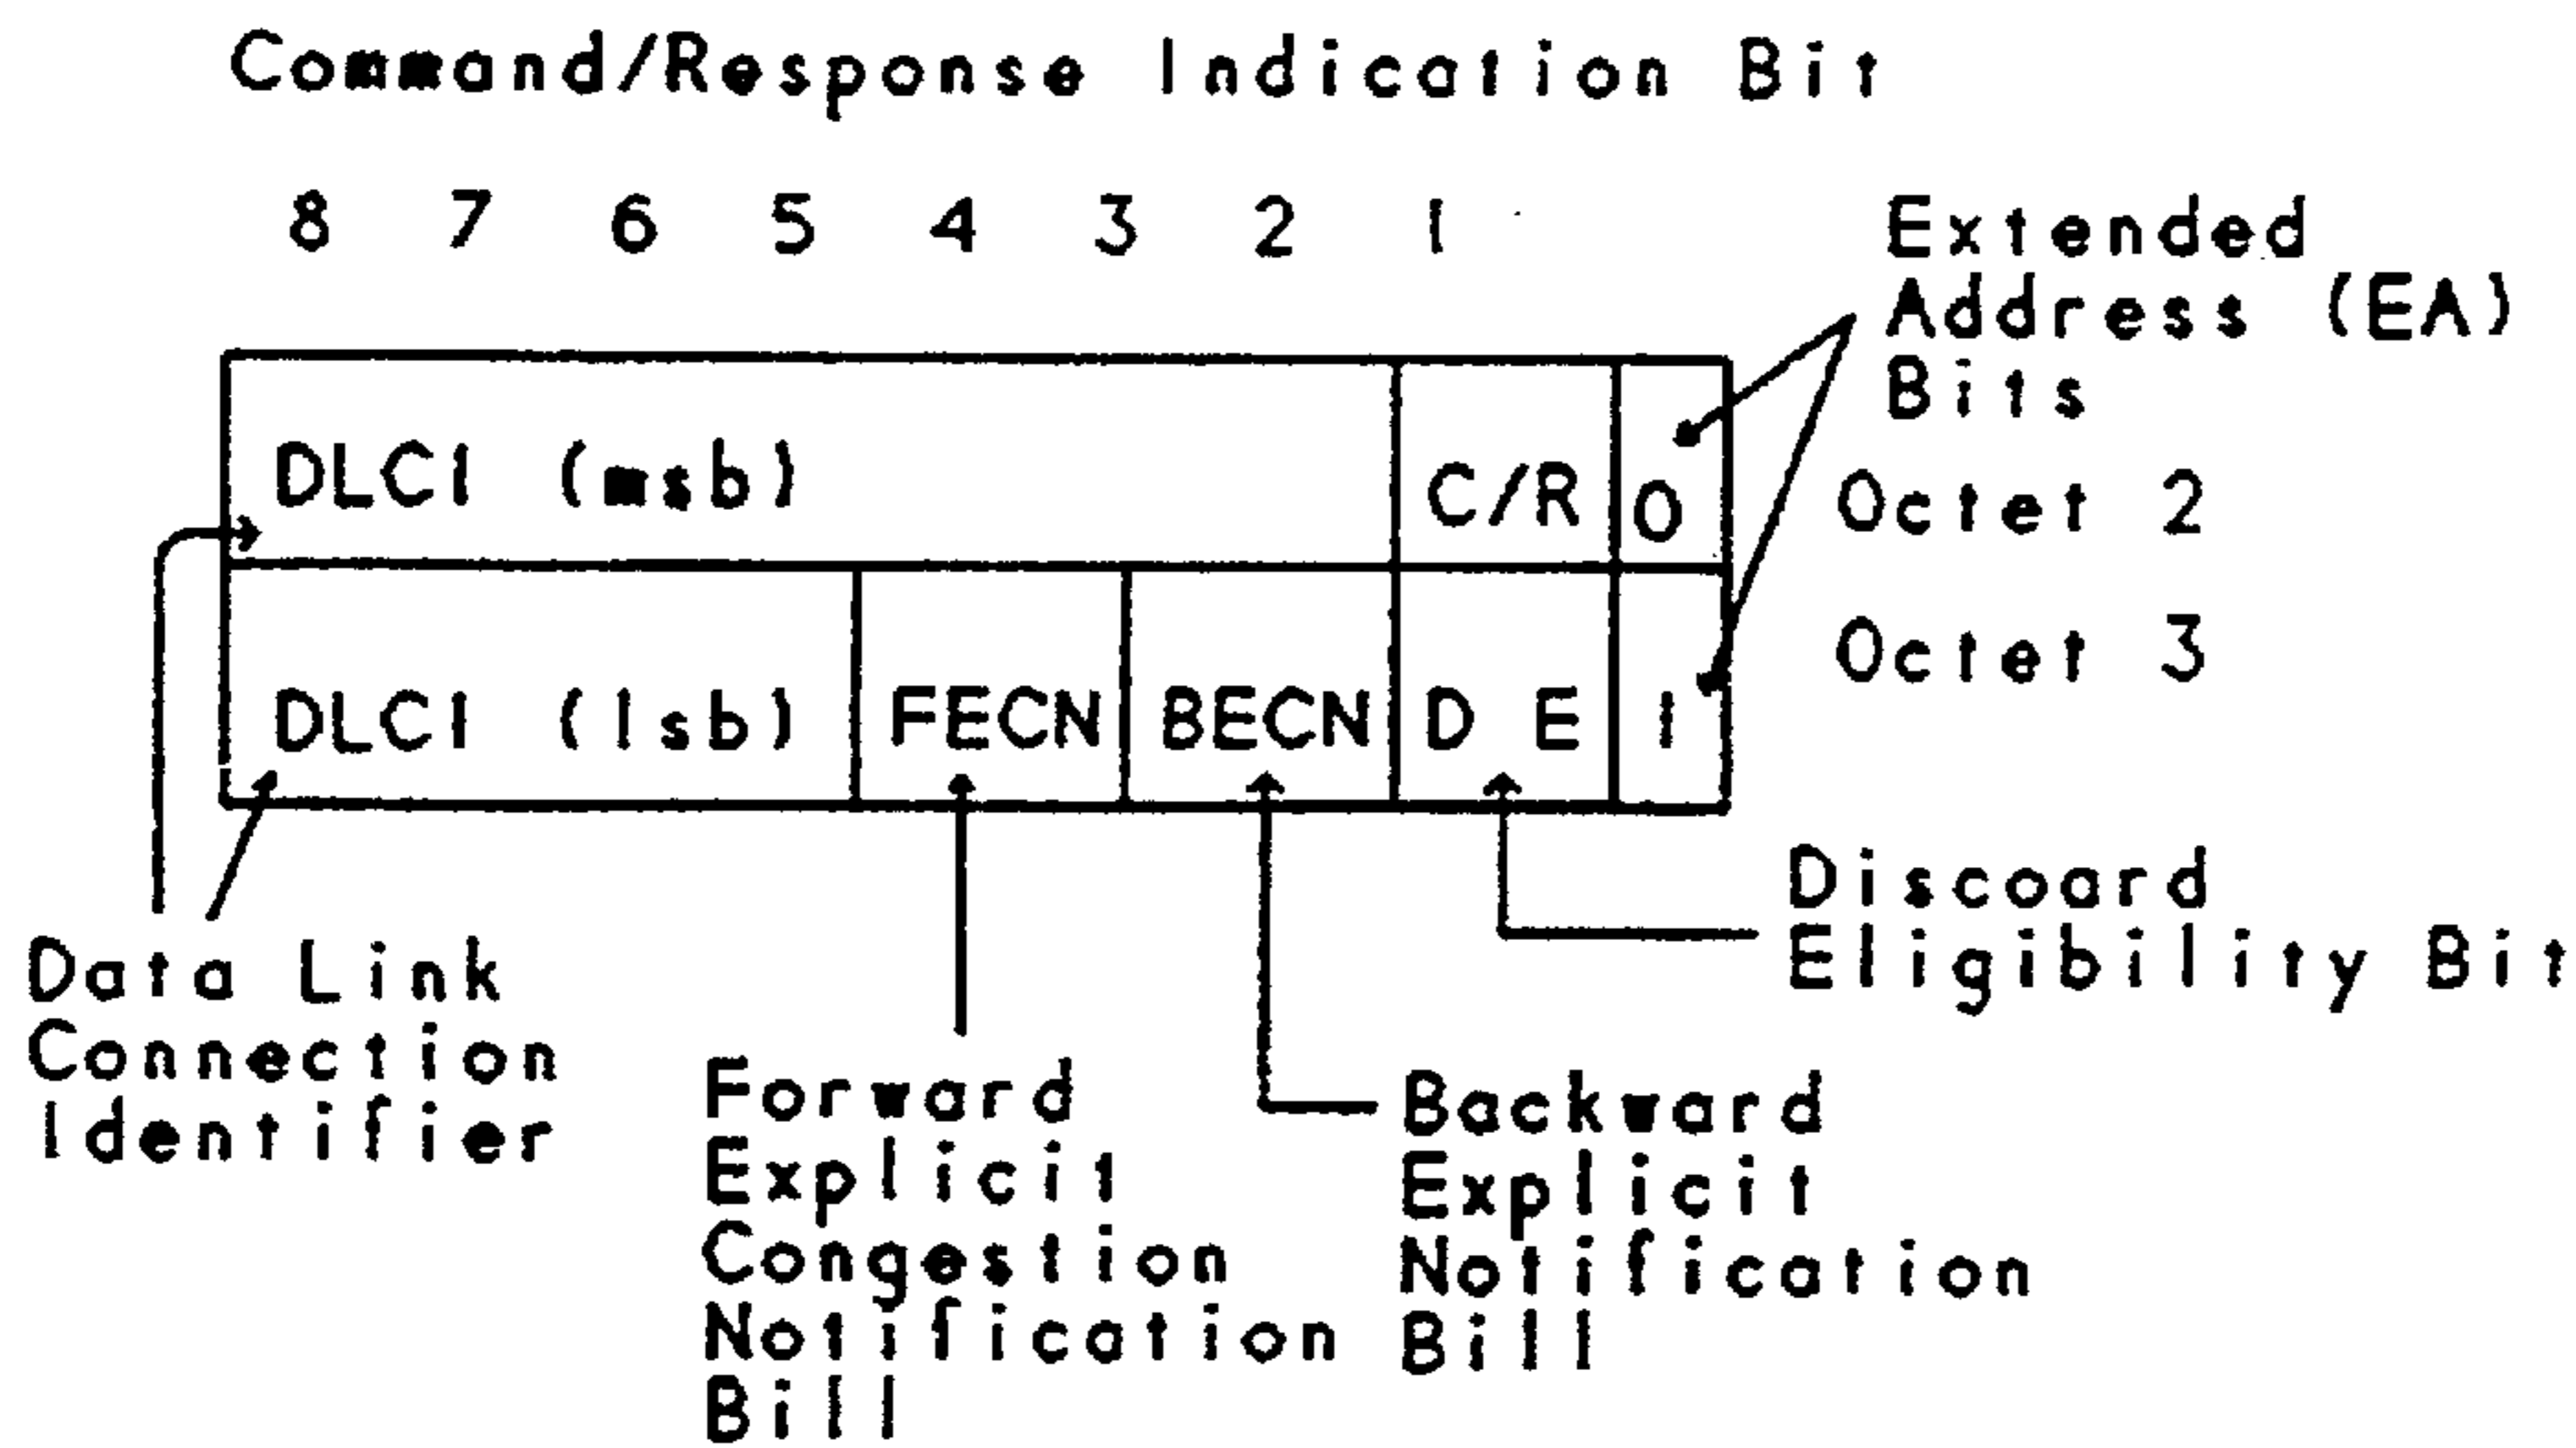 Command/Response Indication Bit
8 7 6 5 4 3 2 1
Extended
Address (EA)
Bits
DLCI (msb) C/R 0
Octet 2
DLCI (lsb) FECN BECN D E 1
Octet 3
Data Link
Connection
Identifier
Forward
Explicit
Congestion
Notification
Bill
Backward
Explicit
Notification
Bill
Discoard
Eligibility Bit